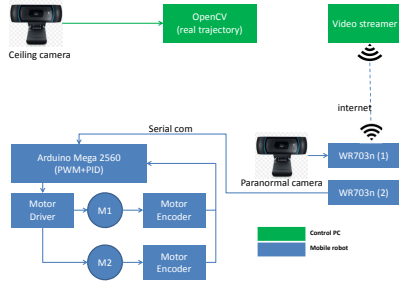 OpenCV
(real trajectory)
Video streamer
Ceiling camera
internet
Serial com
Arduino Mega 2560
(PWM+PID)
WR703n (1)
Paranormal camera
WR703n (2)
Motor
Driver
M1
Motor
Encoder
M2
Motor
Encoder
Control PC
Mobile robot